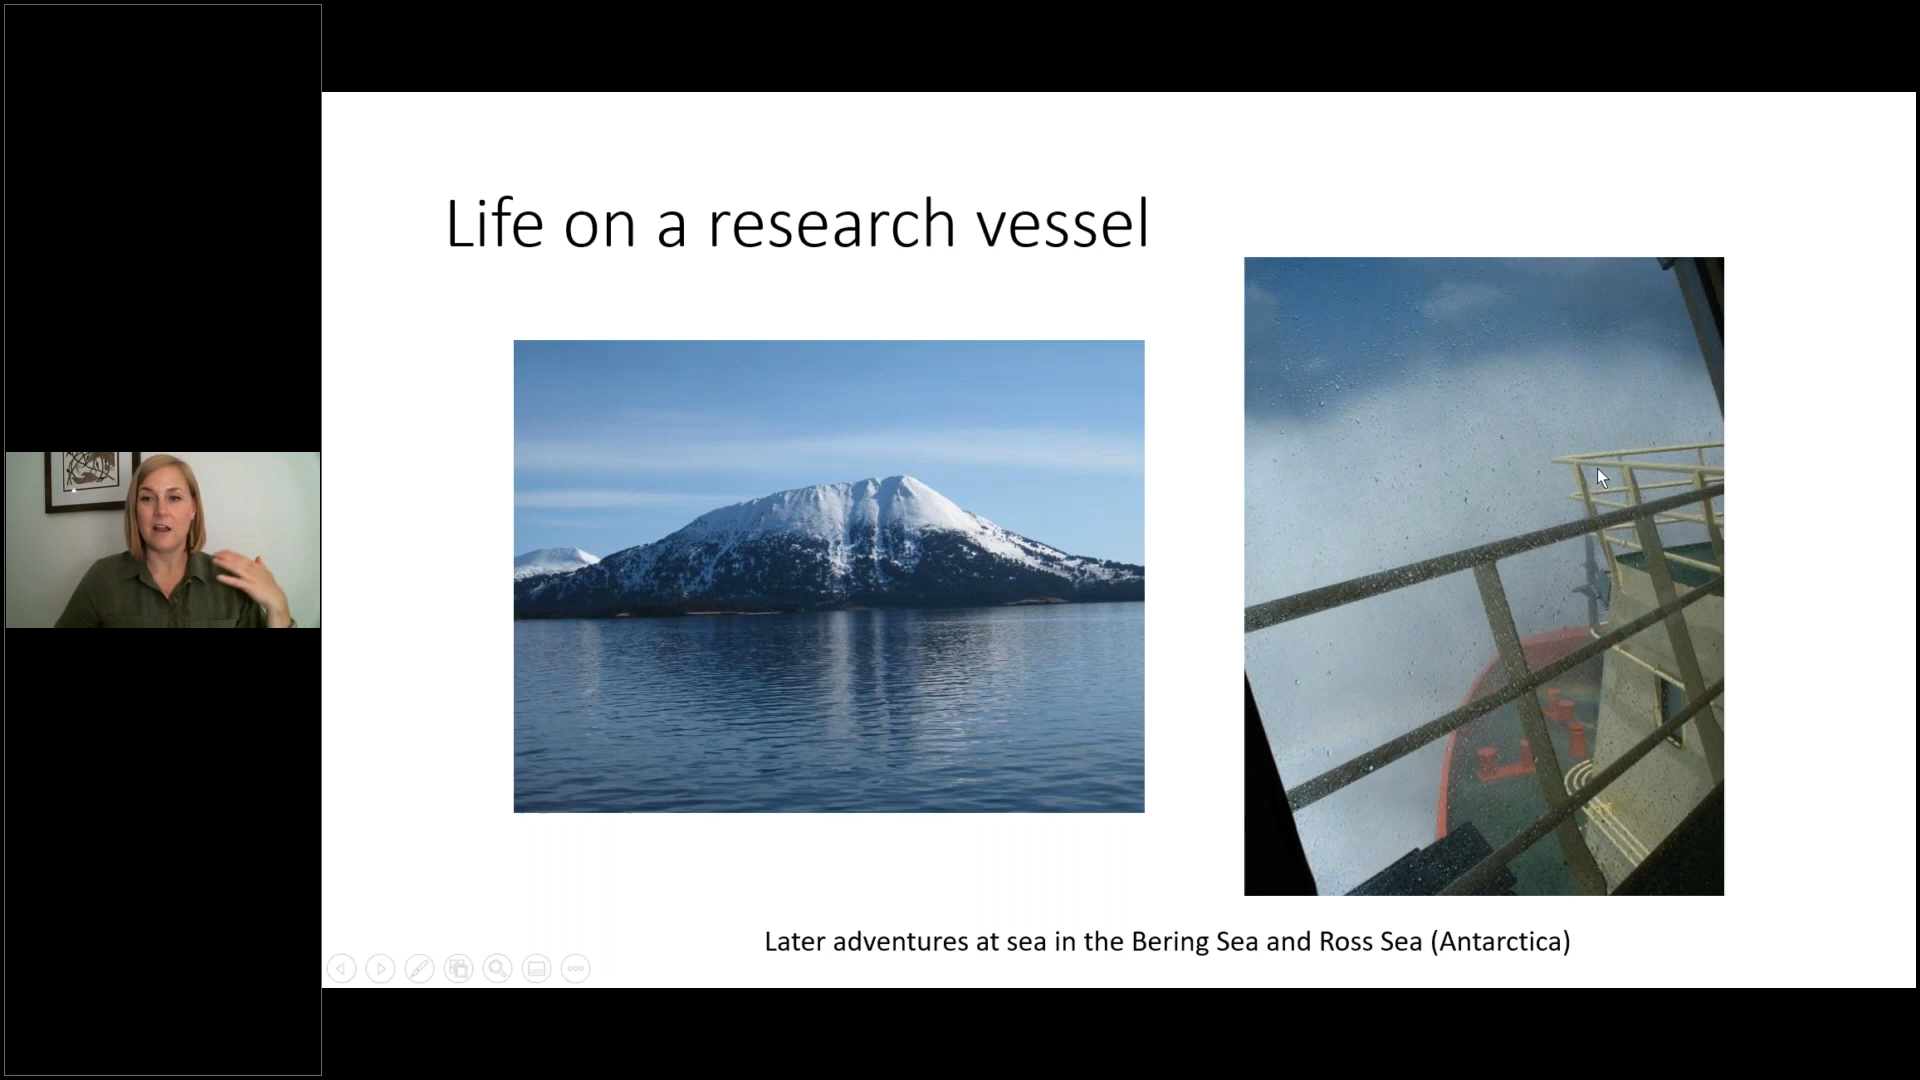 Life on a research vessel
Later adventures at sea in the Bering Sea and Ross Sea (Antarctica)